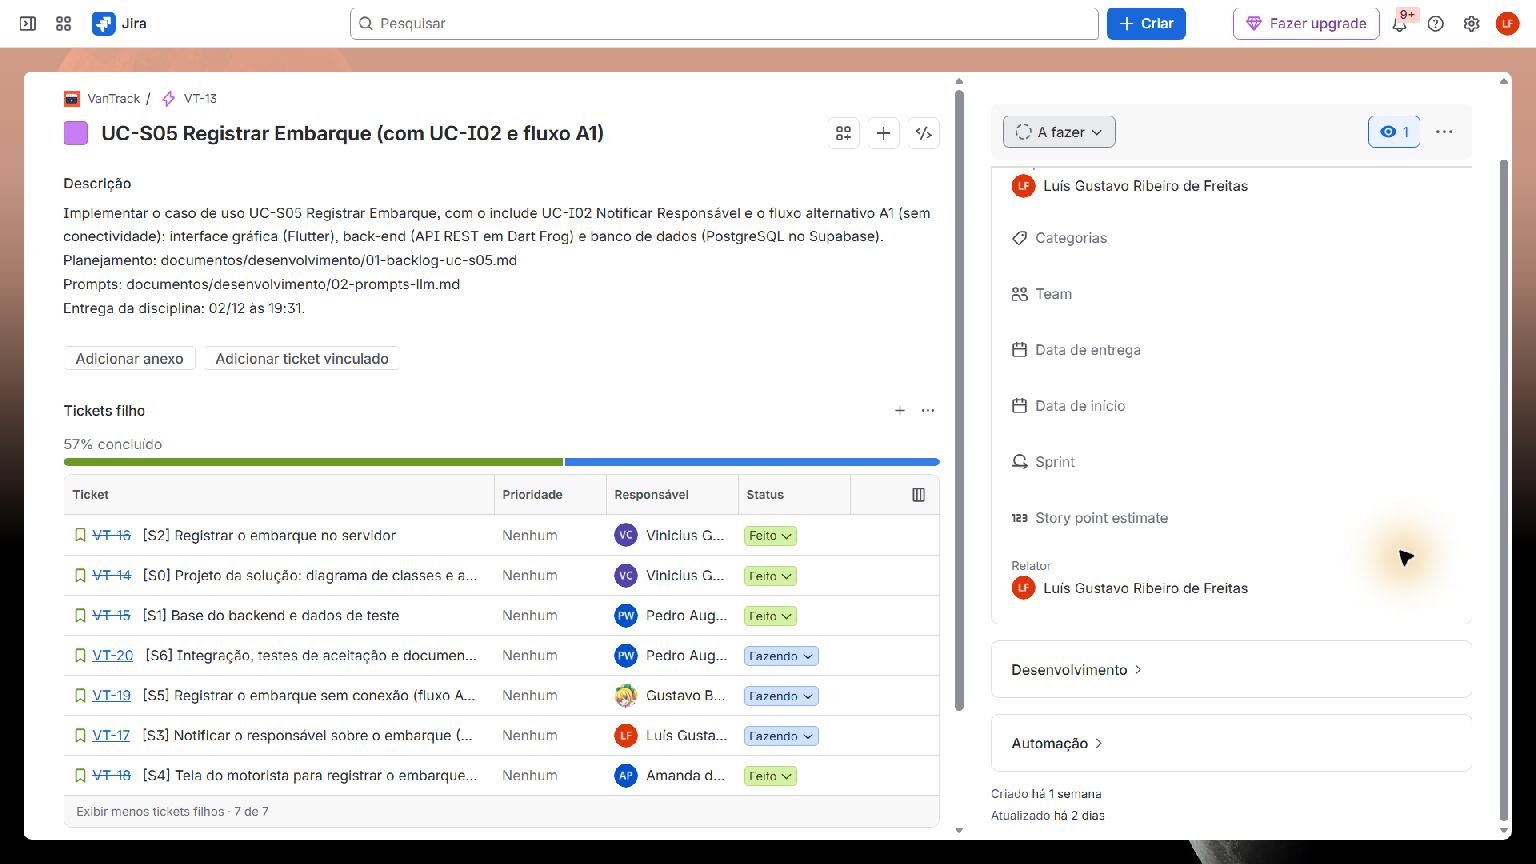 Jira
Pesquisar
Criar
Fazer upgrade
9+
LF
VanTrack / VT-13
UC-S05 Registrar Embarque (com UC-I02 e fluxo A1)
Descrição
Implementar o caso de uso UC-S05 Registrar Embarque, com o include UC-I02 Notificar Responsável e o fluxo alternativo A1 (sem
conectividade): interface gráfica (Flutter), back-end (API REST em Dart Frog) e banco de dados (PostgreSQL no Supabase).
Planejamento: documentos/desenvolvimento/01-backlog-uc-s05.md
Prompts: documentos/desenvolvimento/02-prompts-llm.md
Entrega da disciplina: 02/12 às 19:31.
Adicionar anexo Adicionar ticket vinculado
Tickets filho
57% concluído
Ticket Prioridade Responsável Status
VT-16 [S2] Registrar o embarque no servidor Nenhum VC Vinicius G... Feito
VT-14 [S0] Projeto da solução: diagrama de classes e a... Nenhum VC Vinicius G... Feito
VT-15 [S1] Base do backend e dados de teste Nenhum PW Pedro Aug... Feito
VT-20 [S6] Integração, testes de aceitação e documen... Nenhum PW Pedro Aug... Fazendo
VT-19 [S5] Registrar o embarque sem conexão (fluxo A... Nenhum Gustavo B... Fazendo
VT-17 [S3] Notificar o responsável sobre o embarque (... Nenhum LF Luís Gusta... Fazendo
VT-18 [S4] Tela do motorista para registrar o embarque... Nenhum AP Amanda d... Feito
Exibir menos tickets filhos · 7 de 7
A fazer
1
LF Luís Gustavo Ribeiro de Freitas
Categorias
Team
Data de entrega
Data de início
Sprint
123 Story point estimate
Relator
LF Luís Gustavo Ribeiro de Freitas
Desenvolvimento
Automação
Criado há 1 semana
Atualizado há 2 dias